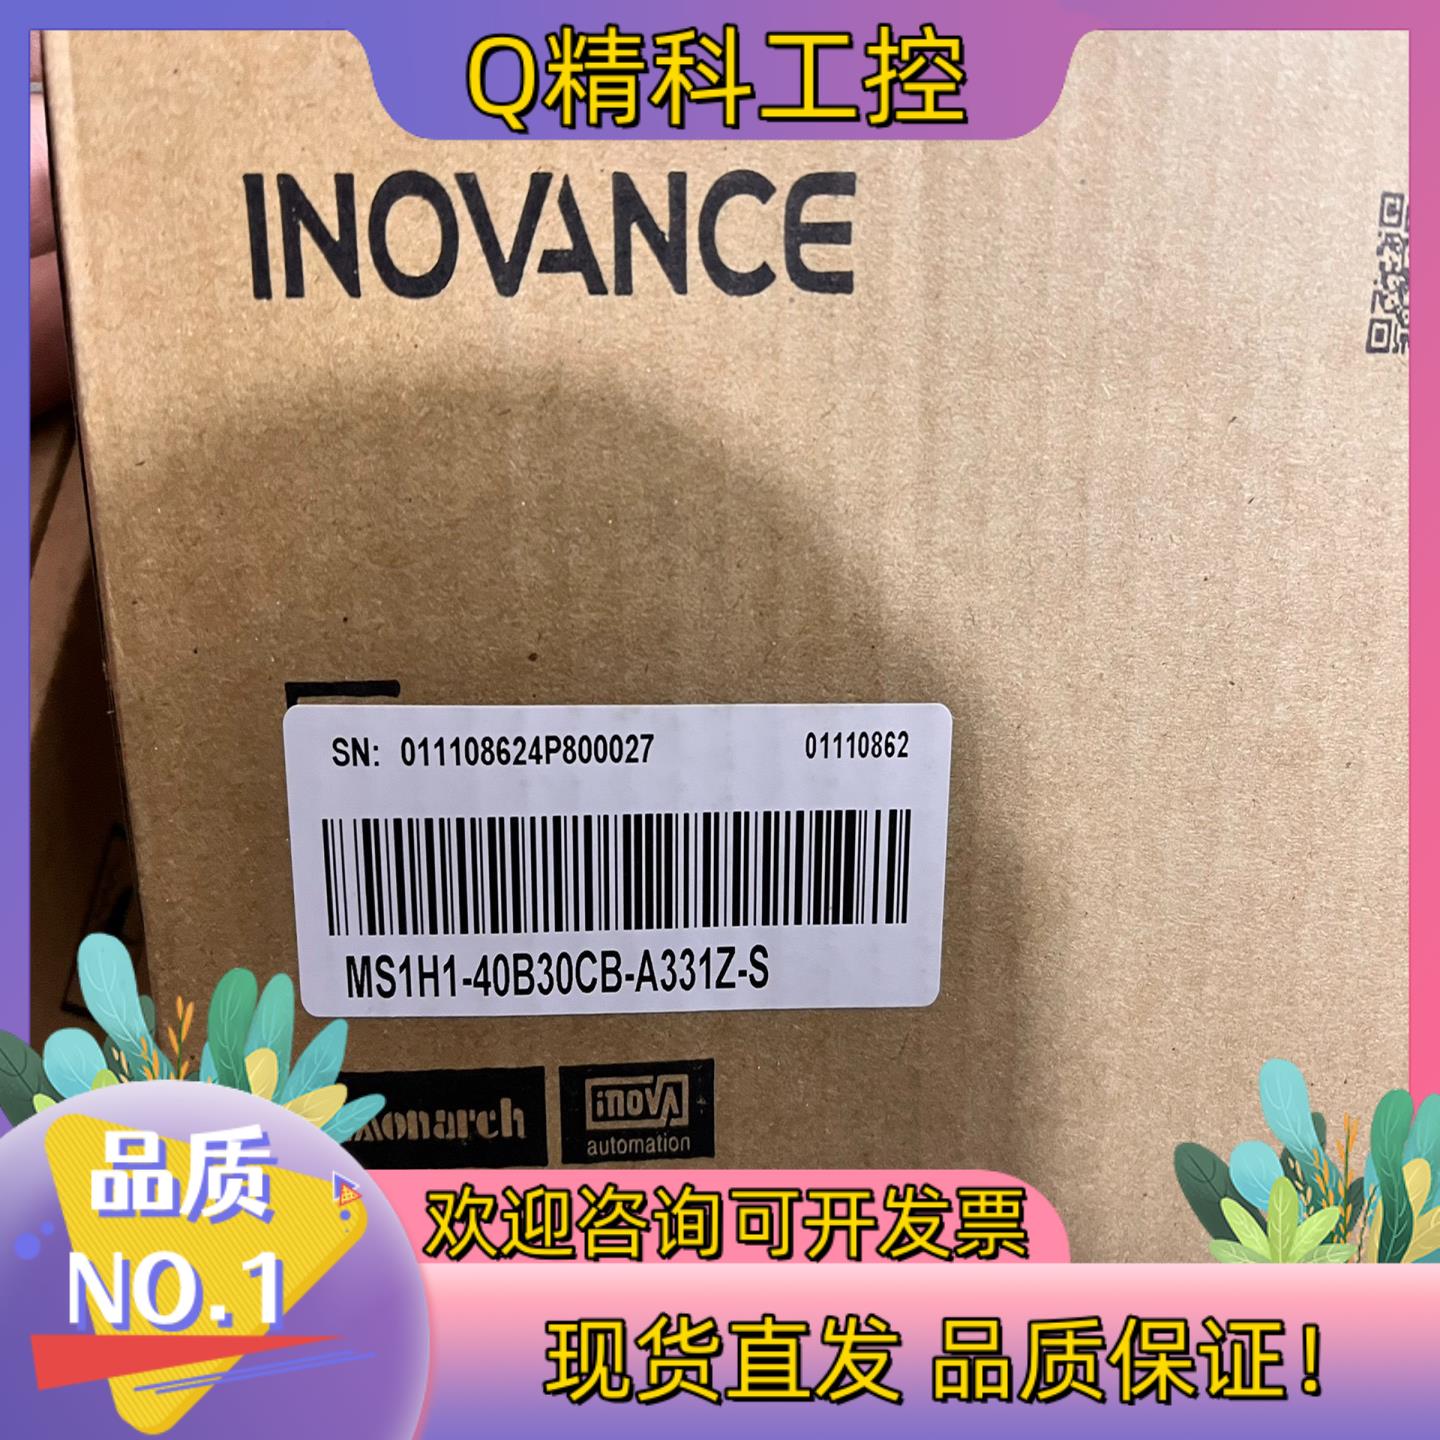 Q精科工控
INOVANCE
SN: 011108624P800027 01110862
MS1H1-40B30CB-A331Z-S
Monarch
inovA
automation
品质
NO.1
欢迎咨询可开发票
现货直发 品质保证!